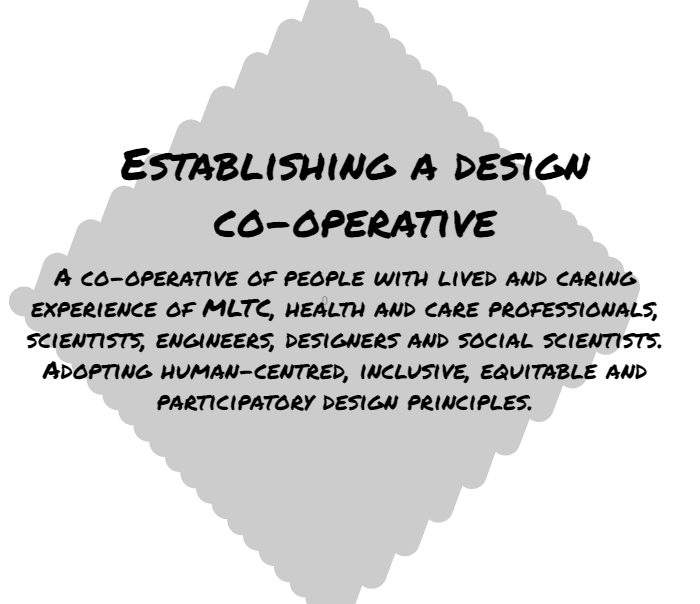 Establishing a design
co-operative
A co-operative of people with lived and caring
experience of MLTC, health and care professionals,
scientists, engineers, designers and social scientists.
Adopting human-centred, inclusive, equitable and
participatory design principles.